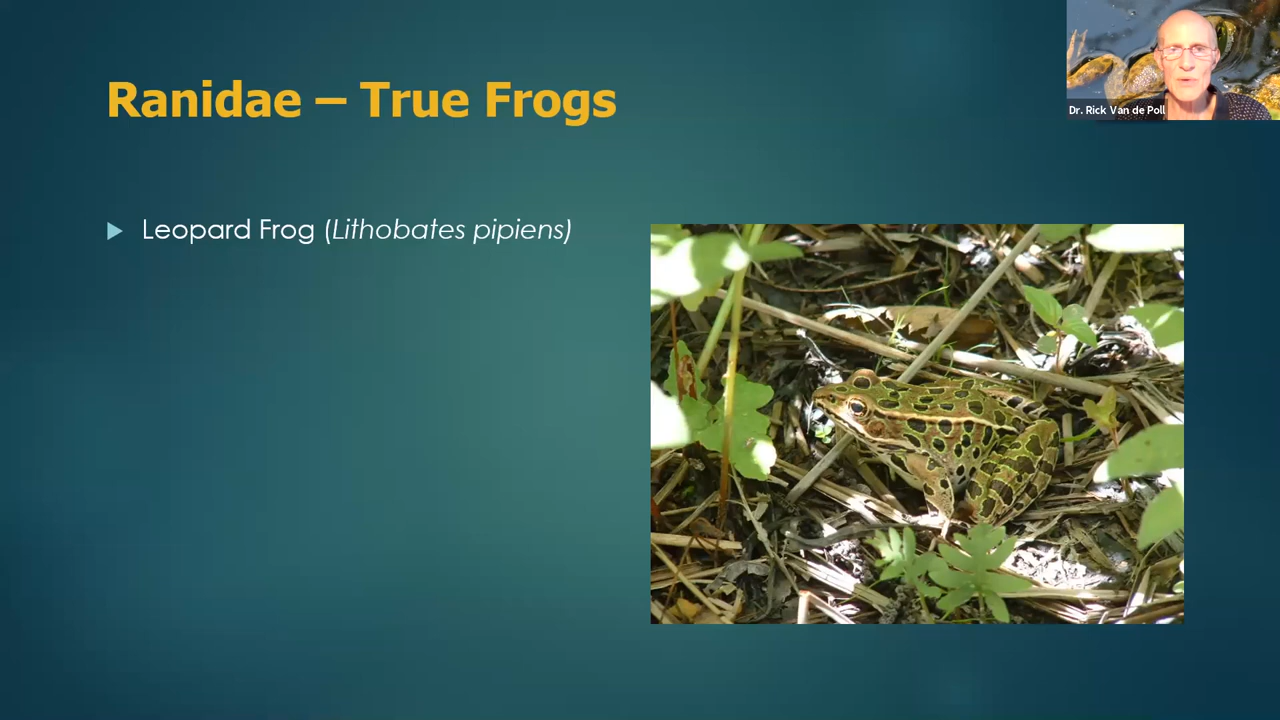 Ranidae – True Frogs
Dr. Rick Van de Poll
Leopard Frog (Lithobates pipiens)